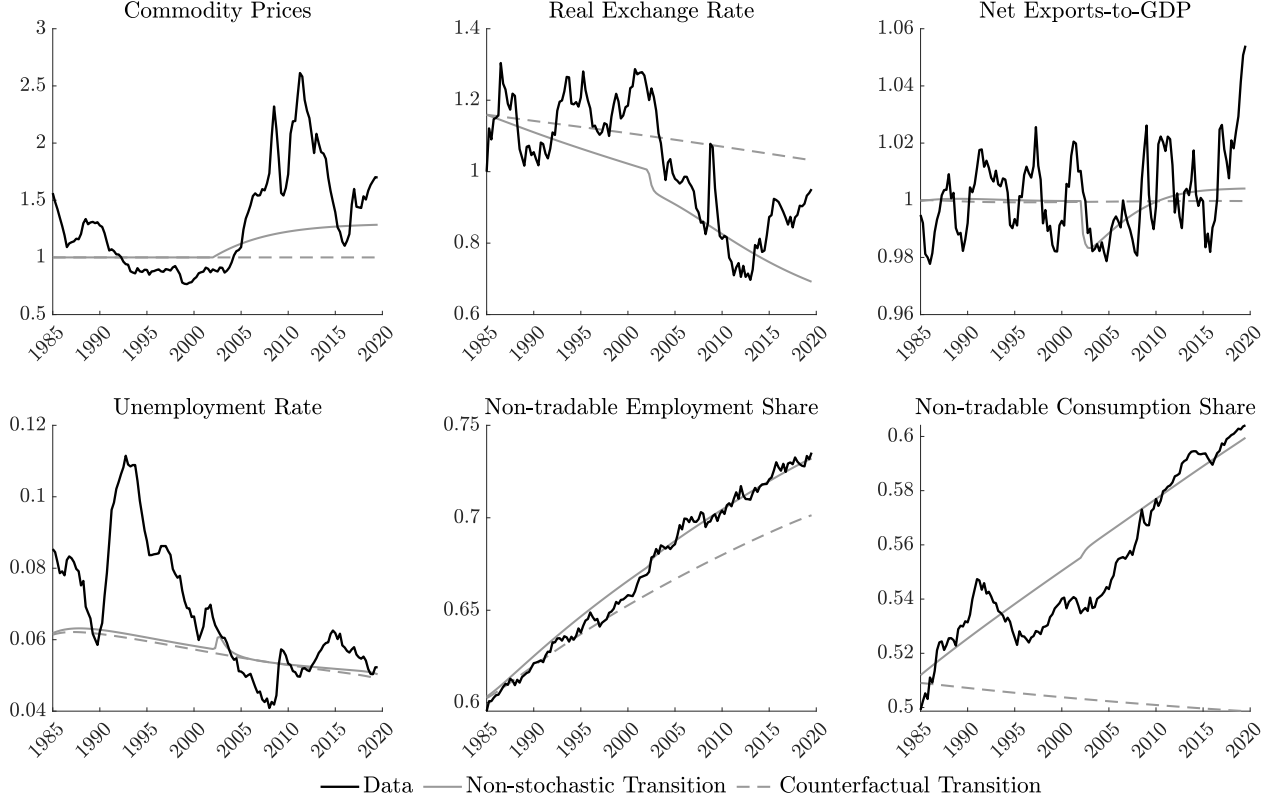 Commodity Prices
3
2.5
2
1.5
1
0.5
1985 1990 1995 2000 2005 2010 2015 2020
Real Exchange Rate
1.4
1.2
1
0.8
0.6
1985 1990 1995 2000 2005 2010 2015 2020
Net Exports-to-GDP
1.06
1.04
1.02
1
0.98
0.96
1985 1990 1995 2000 2005 2010 2015 2020
Unemployment Rate
0.12
0.1
0.08
0.06
0.04
1985 1990 1995 2000 2005 2010 2015 2020
Non-tradable Employment Share
0.75
0.7
0.65
0.6
1985 1990 1995 2000 2005 2010 2015 2020
Non-tradable Consumption Share
0.6
0.58
0.56
0.54
0.52
0.5
1985 1990 1995 2000 2005 2010 2015 2020
Data Non-stochastic Transition Counterfactual Transition